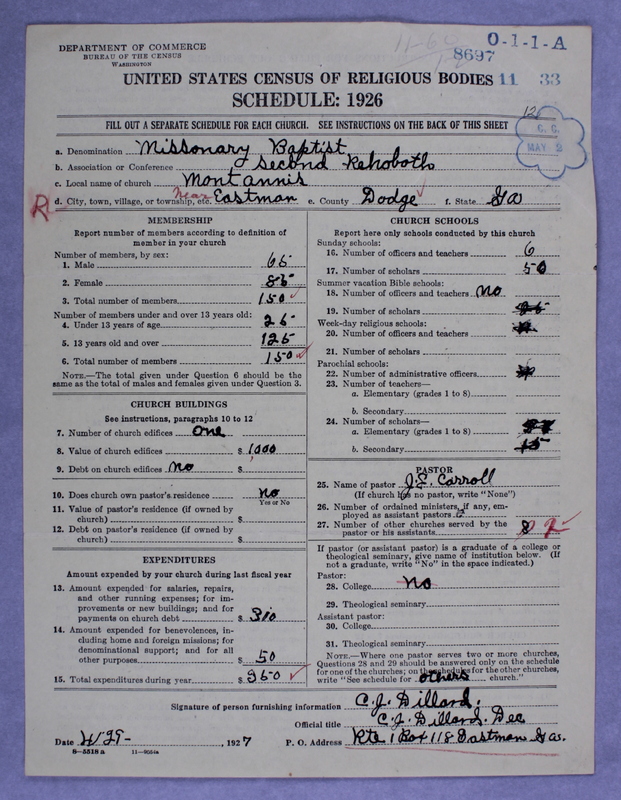 DEPARTMENT OF COMMERCE
BUREAU OF THE CENSUS
WASHINGTON
11-60
8697
O-1-1-A
UNITED STATES CENSUS OF RELIGIOUS BODIES 11 33
SCHEDULE: 1926
FILL OUT A SEPARATE SCHEDULE FOR EACH CHURCH. SEE INSTRUCTIONS ON THE BACK OF THIS SHEET
C. C.
MAY 2
a. Denomination Missonary Baptist
b. Association or Conference Second Rehoboth
c. Local name of church Mont annis
R d. City, town, village, or township, etc. Near Eastman e. County Dodge f. State Ga
MEMBERSHIP
Report number of members according to definition of
member in your church
Number of members, by sex:
1. Male 65
2. Female 85
3. Total number of members 150
Number of members under and over 13 years old:
4. Under 13 years of age 25
5. 13 years old and over 125
6. Total number of members 150
NOTE.—The total given under Question 6 should be the
same as the total of males and females given under Question 3.
CHURCH BUILDINGS
See instructions, paragraphs 10 to 12
7. Number of church edifices one
8. Value of church edifices $ 1000
9. Debt on church edifices no $
10. Does church own pastor's residence no
Yes or No
11. Value of pastor's residence (if owned by
church) $
12. Debt on pastor's residence (if owned by
church) $
EXPENDITURES
Amount expended by your church during last fiscal year
13. Amount expended for salaries, repairs,
and other running expenses; for im-
provements or new buildings; and for
payments on church debt $ 310
14. Amount expended for benevolences, in-
cluding home and foreign missions; for
denominational support; and for all
other purposes $ 50
15. Total expenditures during year $ 360
CHURCH SCHOOLS
Report here only schools conducted by this church
Sunday schools:
16. Number of officers and teachers 6
17. Number of scholars 50
Summer vacation Bible schools:
18. Number of officers and teachers no
19. Number of scholars
Week-day religious schools:
20. Number of officers and teachers
21. Number of scholars
Parochial schools:
22. Number of administrative officers
23. Number of teachers—
a. Elementary (grades 1 to 8)
b. Secondary
24. Number of scholars—
a. Elementary (grades 1 to 8)
b. Secondary
PASTOR
25. Name of pastor J. E. Carroll
(If church has no pastor, write "None")
26. Number of ordained ministers, if any, em-
ployed as assistant pastors
27. Number of other churches served by the
pastor or his assistants
If pastor (or assistant pastor) is a graduate of a college or
theological seminary, give name of institution below. (If
not a graduate, write "No" in the space indicated.)
Pastor:
28. College no
29. Theological seminary
Assistant pastor:
30. College
31. Theological seminary
NOTE.—Where one pastor serves two or more churches,
Questions 28 and 29 should be answered only on the schedule
for one of the churches; on the schedules for the other churches,
write "See schedule for others church."
Signature of person furnishing information C. J. Dillard.
Official title C. J. Dillard. Dec
Date 4/29-, 1927 P. O. Address Rte 1 Box 118 Eastman Ga.
8—5518 a 11—9554a